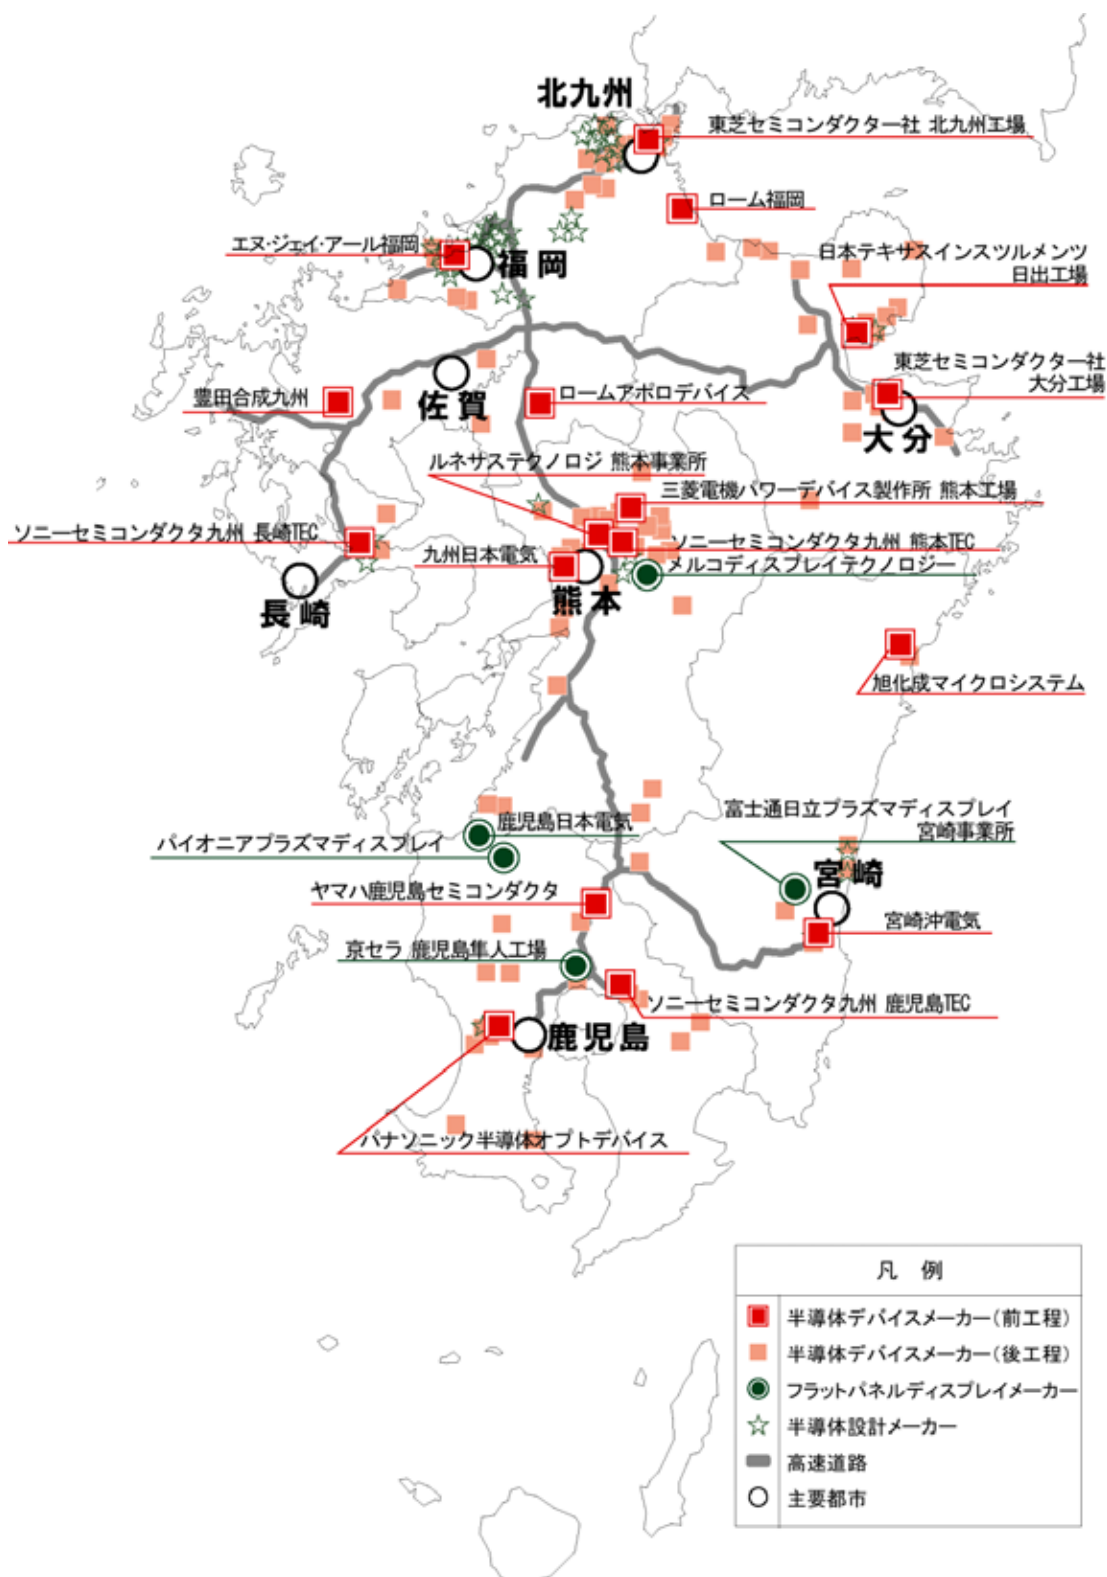 北九州
東芝セミコンダクター社 北九州工場
ローム福岡
エヌ・ジェイ・アール福岡
福岡
日本テキサスインスツルメンツ
日出工場
東芝セミコンダクター社
大分工場
豊田合成九州
佐賀
ロームアポロデバイス
大分
ルネサステクノロジ 熊本事業所
三菱電機パワーデバイス製作所 熊本工場
ソニーセミコンダクタ九州 長崎TEC
九州日本電気
ソニーセミコンダクタ九州 熊本TEC
メルコディスプレイテクノロジー
長崎
熊本
旭化成マイクロシステム
富士通日立プラズマディスプレイ
宮崎事業所
鹿児島日本電気
パイオニアプラズマディスプレイ
宮崎
ヤマハ鹿児島セミコンダクタ
宮崎沖電気
京セラ 鹿児島隼人工場
ソニーセミコンダクタ九州 鹿児島TEC
鹿児島
パナソニック半導体オプトデバイス
凡 例
半導体デバイスメーカー(前工程)
半導体デバイスメーカー(後工程)
フラットパネルディスプレイメーカー
半導体設計メーカー
高速道路
主要都市